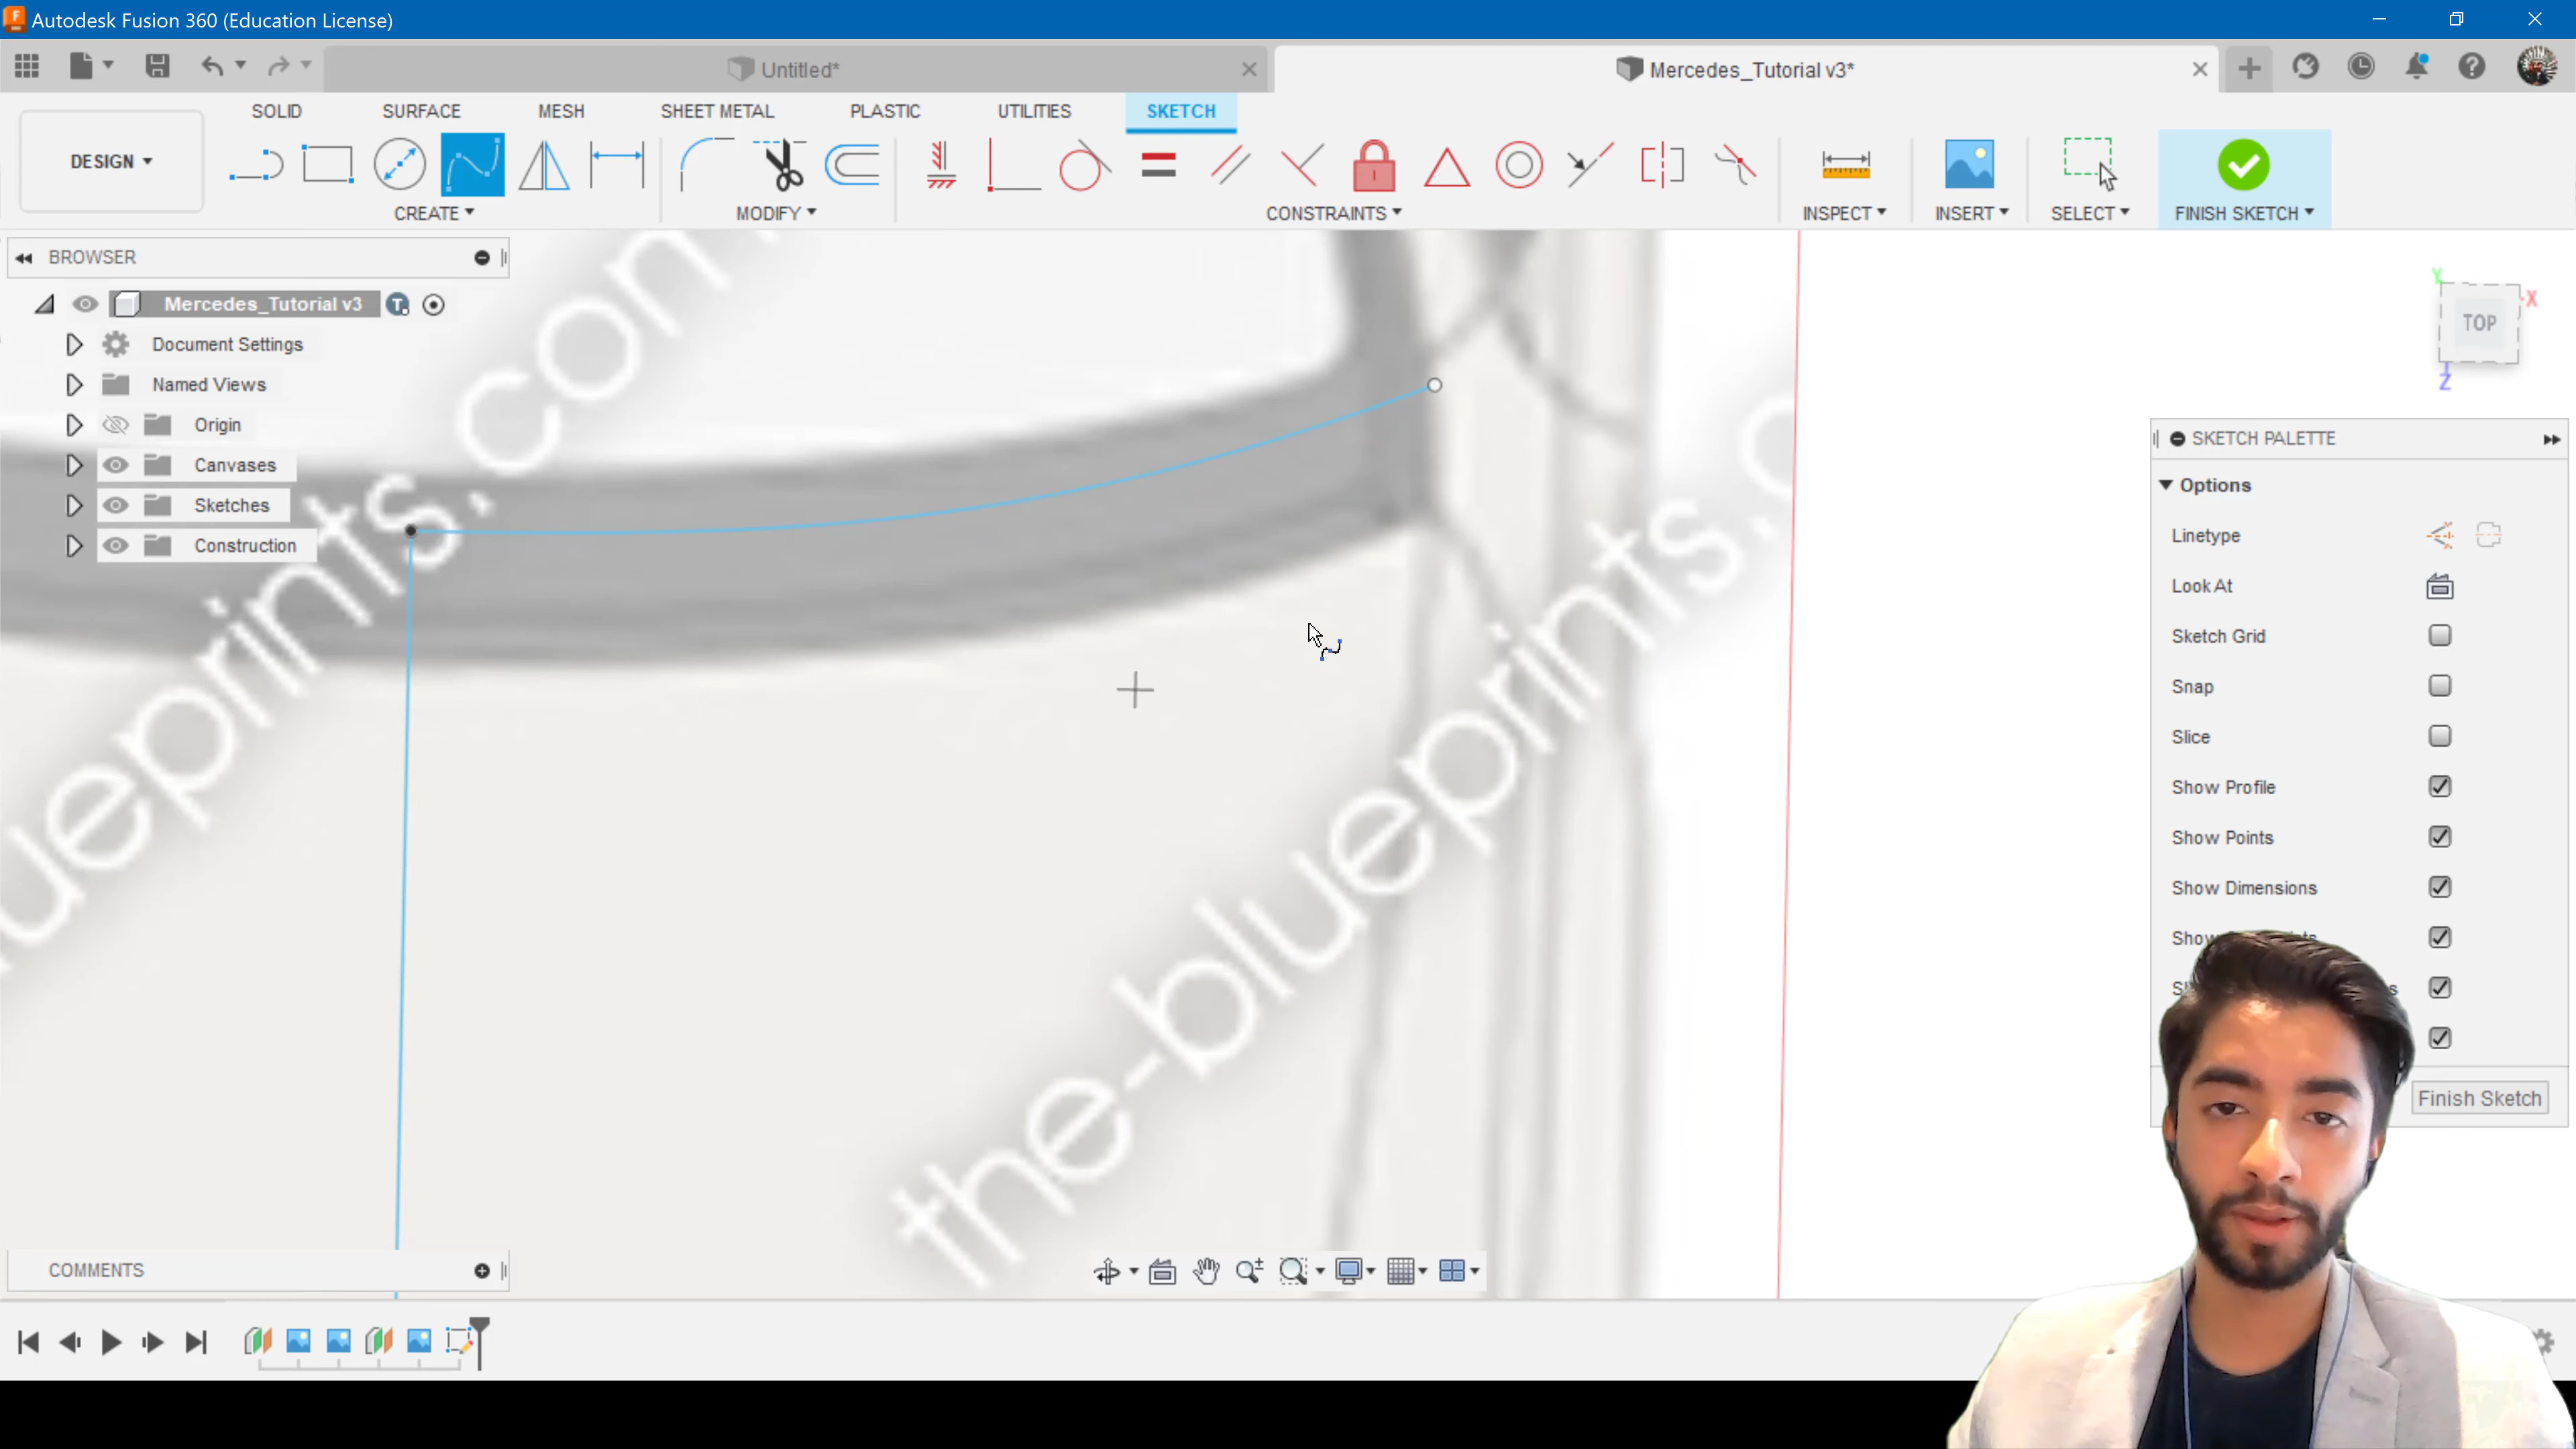 Autodesk Fusion 360 (Education License)
Untitled*
Mercedes_Tutorial v3*
SOLID SURFACE MESH SHEET METAL PLASTIC UTILITIES SKETCH
DESIGN
CREATE MODIFY CONSTRAINTS INSPECT INSERT SELECT FINISH SKETCH
BROWSER
Mercedes_Tutorial v3
Document Settings
Named Views
Origin
Canvases
Sketches
Construction
ueprints.com
the-blueprints.c
Y
X
TOP
Z
SKETCH PALETTE
Options
Linetype
Look At
Sketch Grid
Snap
Slice
Show Profile
Show Points
Show Dimensions
Show
Finish Sketch
COMMENTS